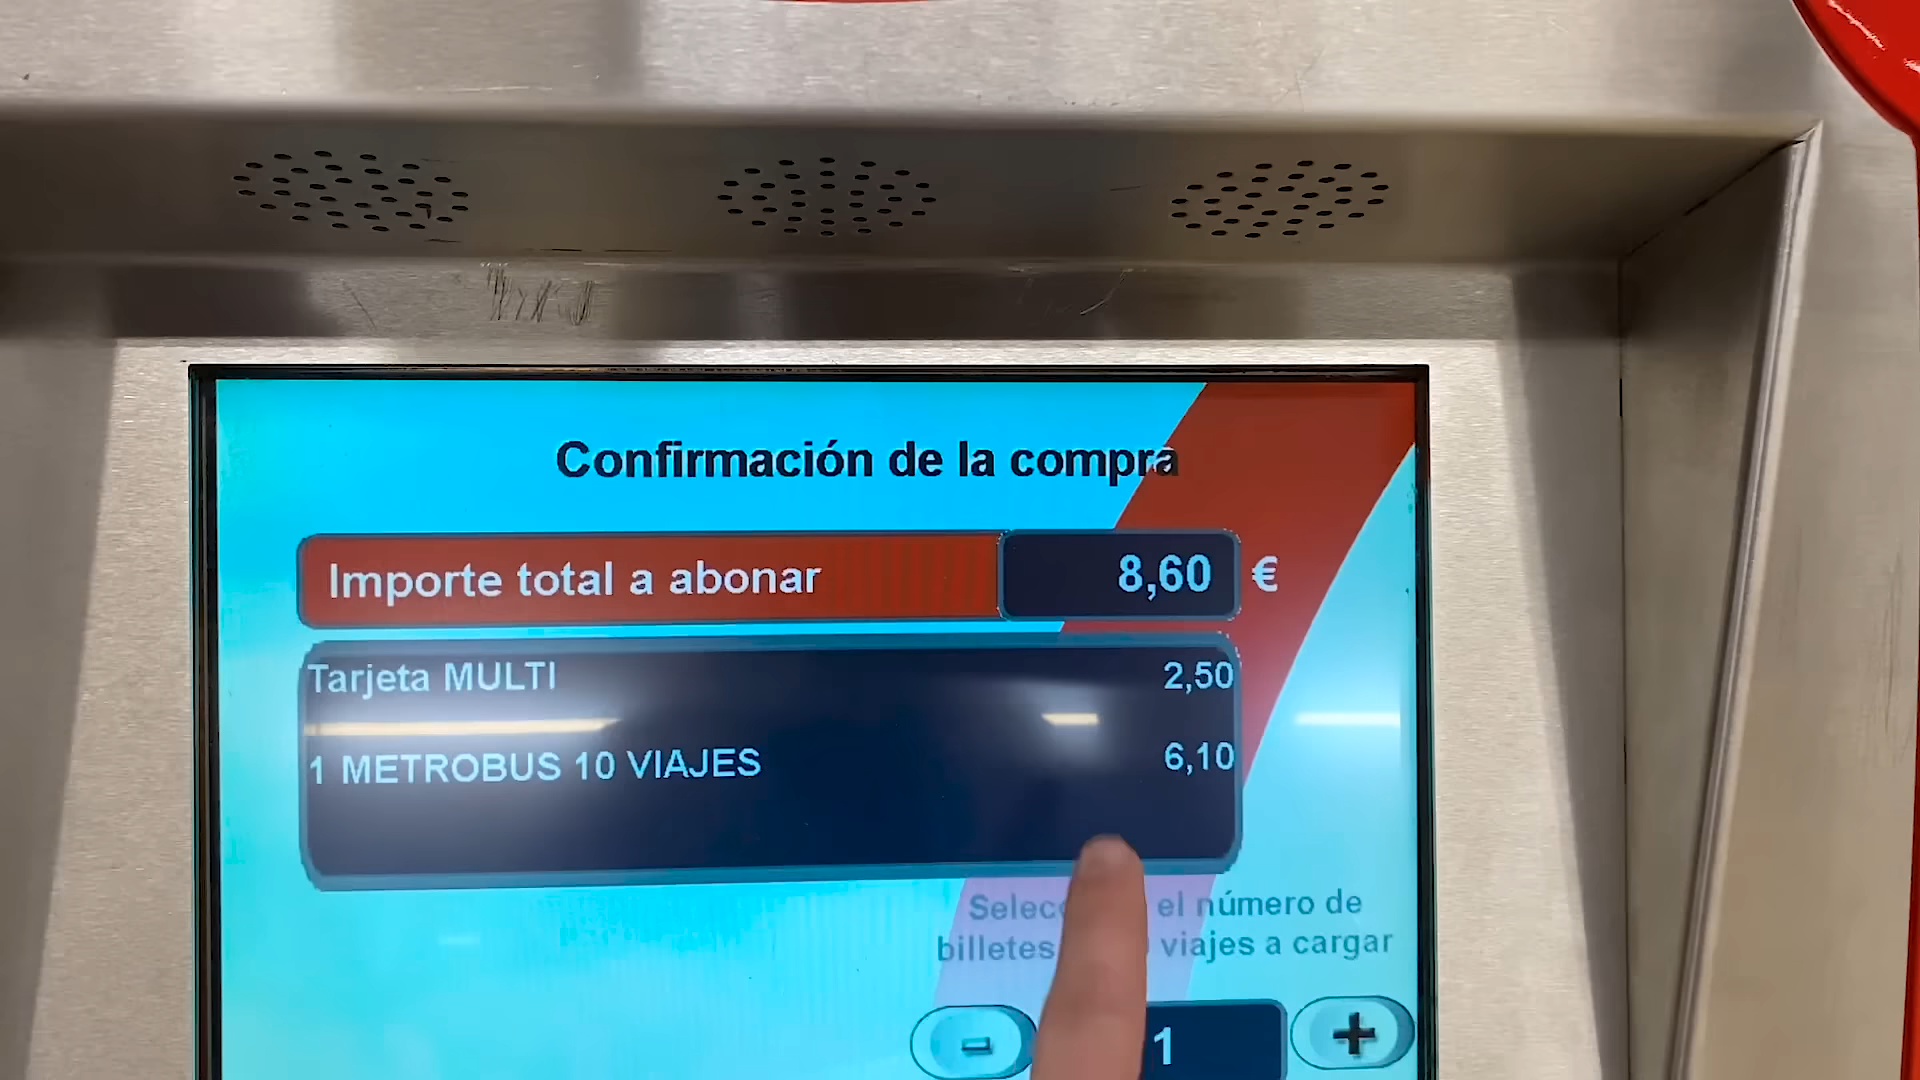 Confirmación de la compra
Importe total a abonar 8,60 €
Tarjeta MULTI 2,50
1 METROBUS 10 VIAJES 6,10
el número de
billetes viajes a cargar
- 1 +